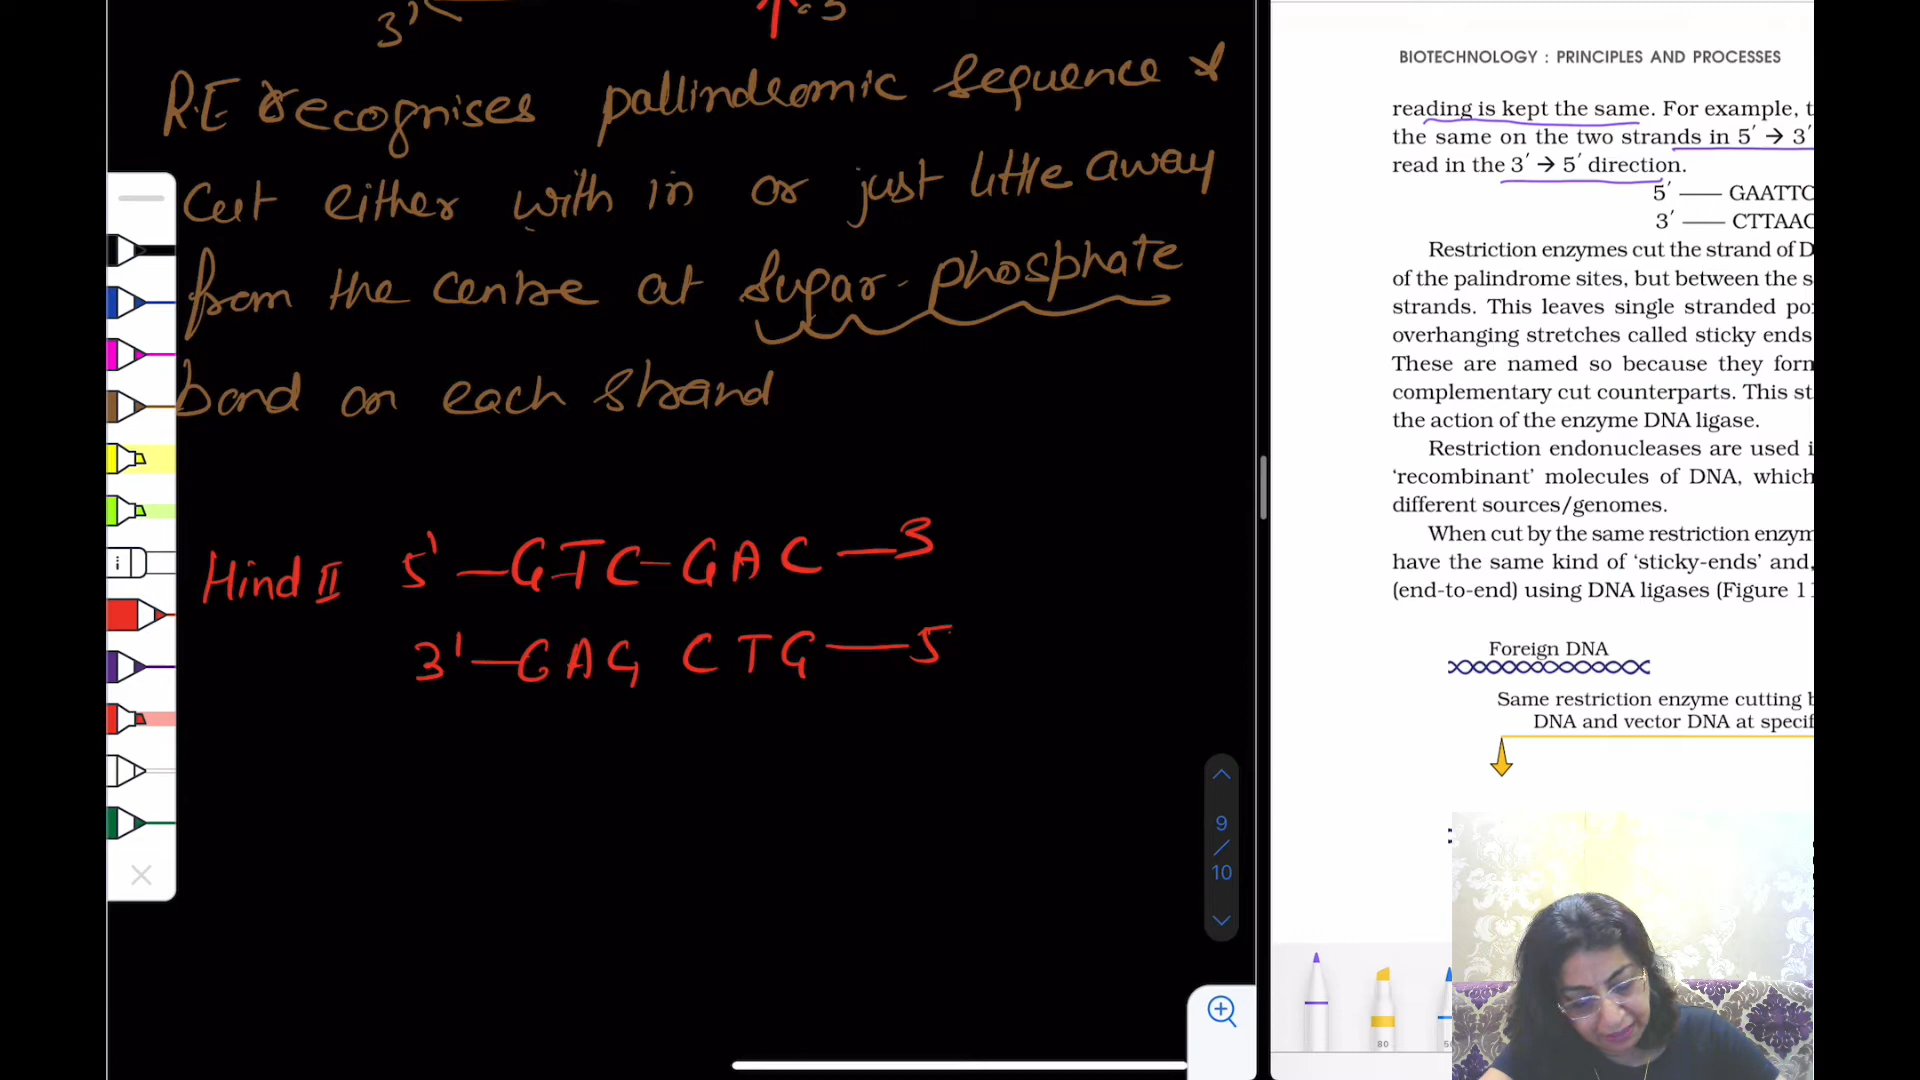 3'
5
R.E recognises pallindromic sequence &
cut either with in or just little away
from the centre at sugar-phosphate
bond on each strand
Hind II 5' — GTC-GAC — 3
3' — GAG CTG — 5
9
/
10
BIOTECHNOLOGY : PRINCIPLES AND PROCESSES
reading is kept the same. For example, t
the same on the two strands in 5′ → 3′
read in the 3′ → 5′ direction.
5′ —— GAATTC
3′ —— CTTAAC
Restriction enzymes cut the strand of D
of the palindrome sites, but between the s
strands. This leaves single stranded po
overhanging stretches called sticky ends
These are named so because they form
complementary cut counterparts. This st
the action of the enzyme DNA ligase.
Restriction endonucleases are used i
‘recombinant’ molecules of DNA, which
different sources/genomes.
When cut by the same restriction enzym
have the same kind of ‘sticky-ends’ and,
(end-to-end) using DNA ligases (Figure 1
Foreign DNA
Same restriction enzyme cutting b
DNA and vector DNA at specif
80